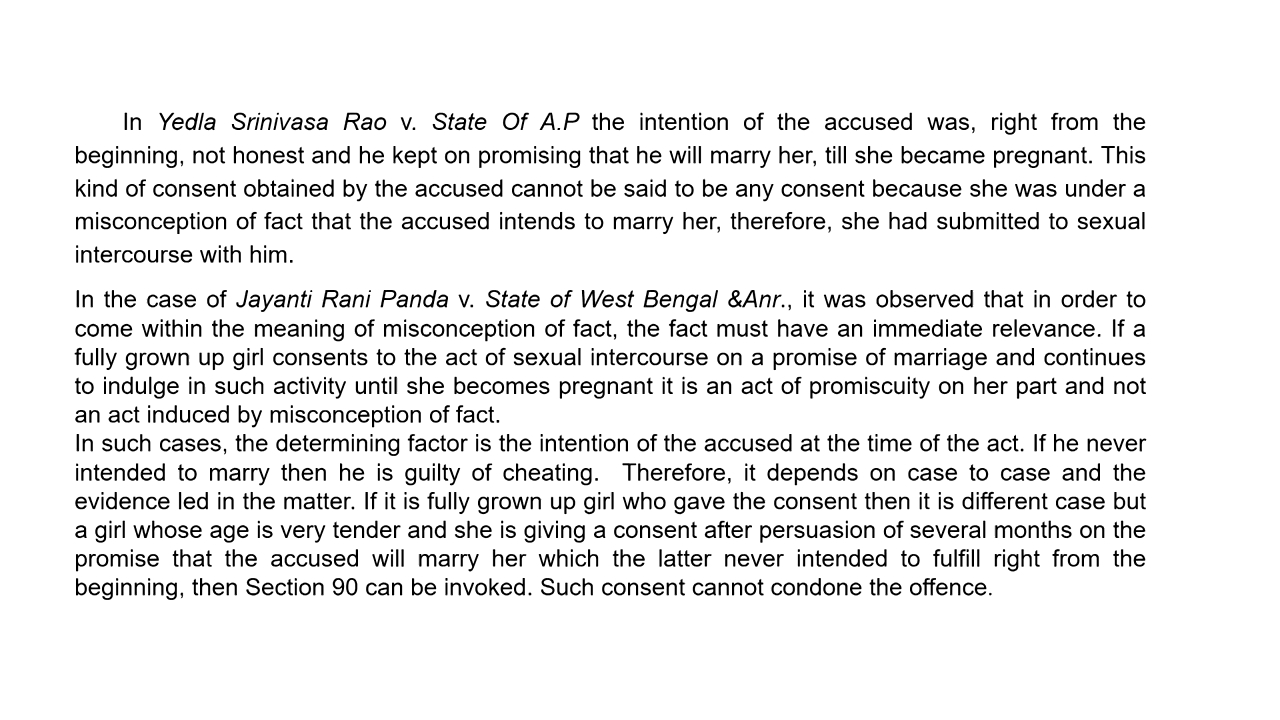 In Yedla Srinivasa Rao v. State Of A.P the intention of the accused was, right from the
beginning, not honest and he kept on promising that he will marry her, till she became pregnant. This
kind of consent obtained by the accused cannot be said to be any consent because she was under a
misconception of fact that the accused intends to marry her, therefore, she had submitted to sexual
intercourse with him.
In the case of Jayanti Rani Panda v. State of West Bengal &Anr., it was observed that in order to
come within the meaning of misconception of fact, the fact must have an immediate relevance. If a
fully grown up girl consents to the act of sexual intercourse on a promise of marriage and continues
to indulge in such activity until she becomes pregnant it is an act of promiscuity on her part and not
an act induced by misconception of fact.
In such cases, the determining factor is the intention of the accused at the time of the act. If he never
intended to marry then he is guilty of cheating.  Therefore, it depends on case to case and the
evidence led in the matter. If it is fully grown up girl who gave the consent then it is different case but
a girl whose age is very tender and she is giving a consent after persuasion of several months on the
promise that the accused will marry her which the latter never intended to fulfill right from the
beginning, then Section 90 can be invoked. Such consent cannot condone the offence.